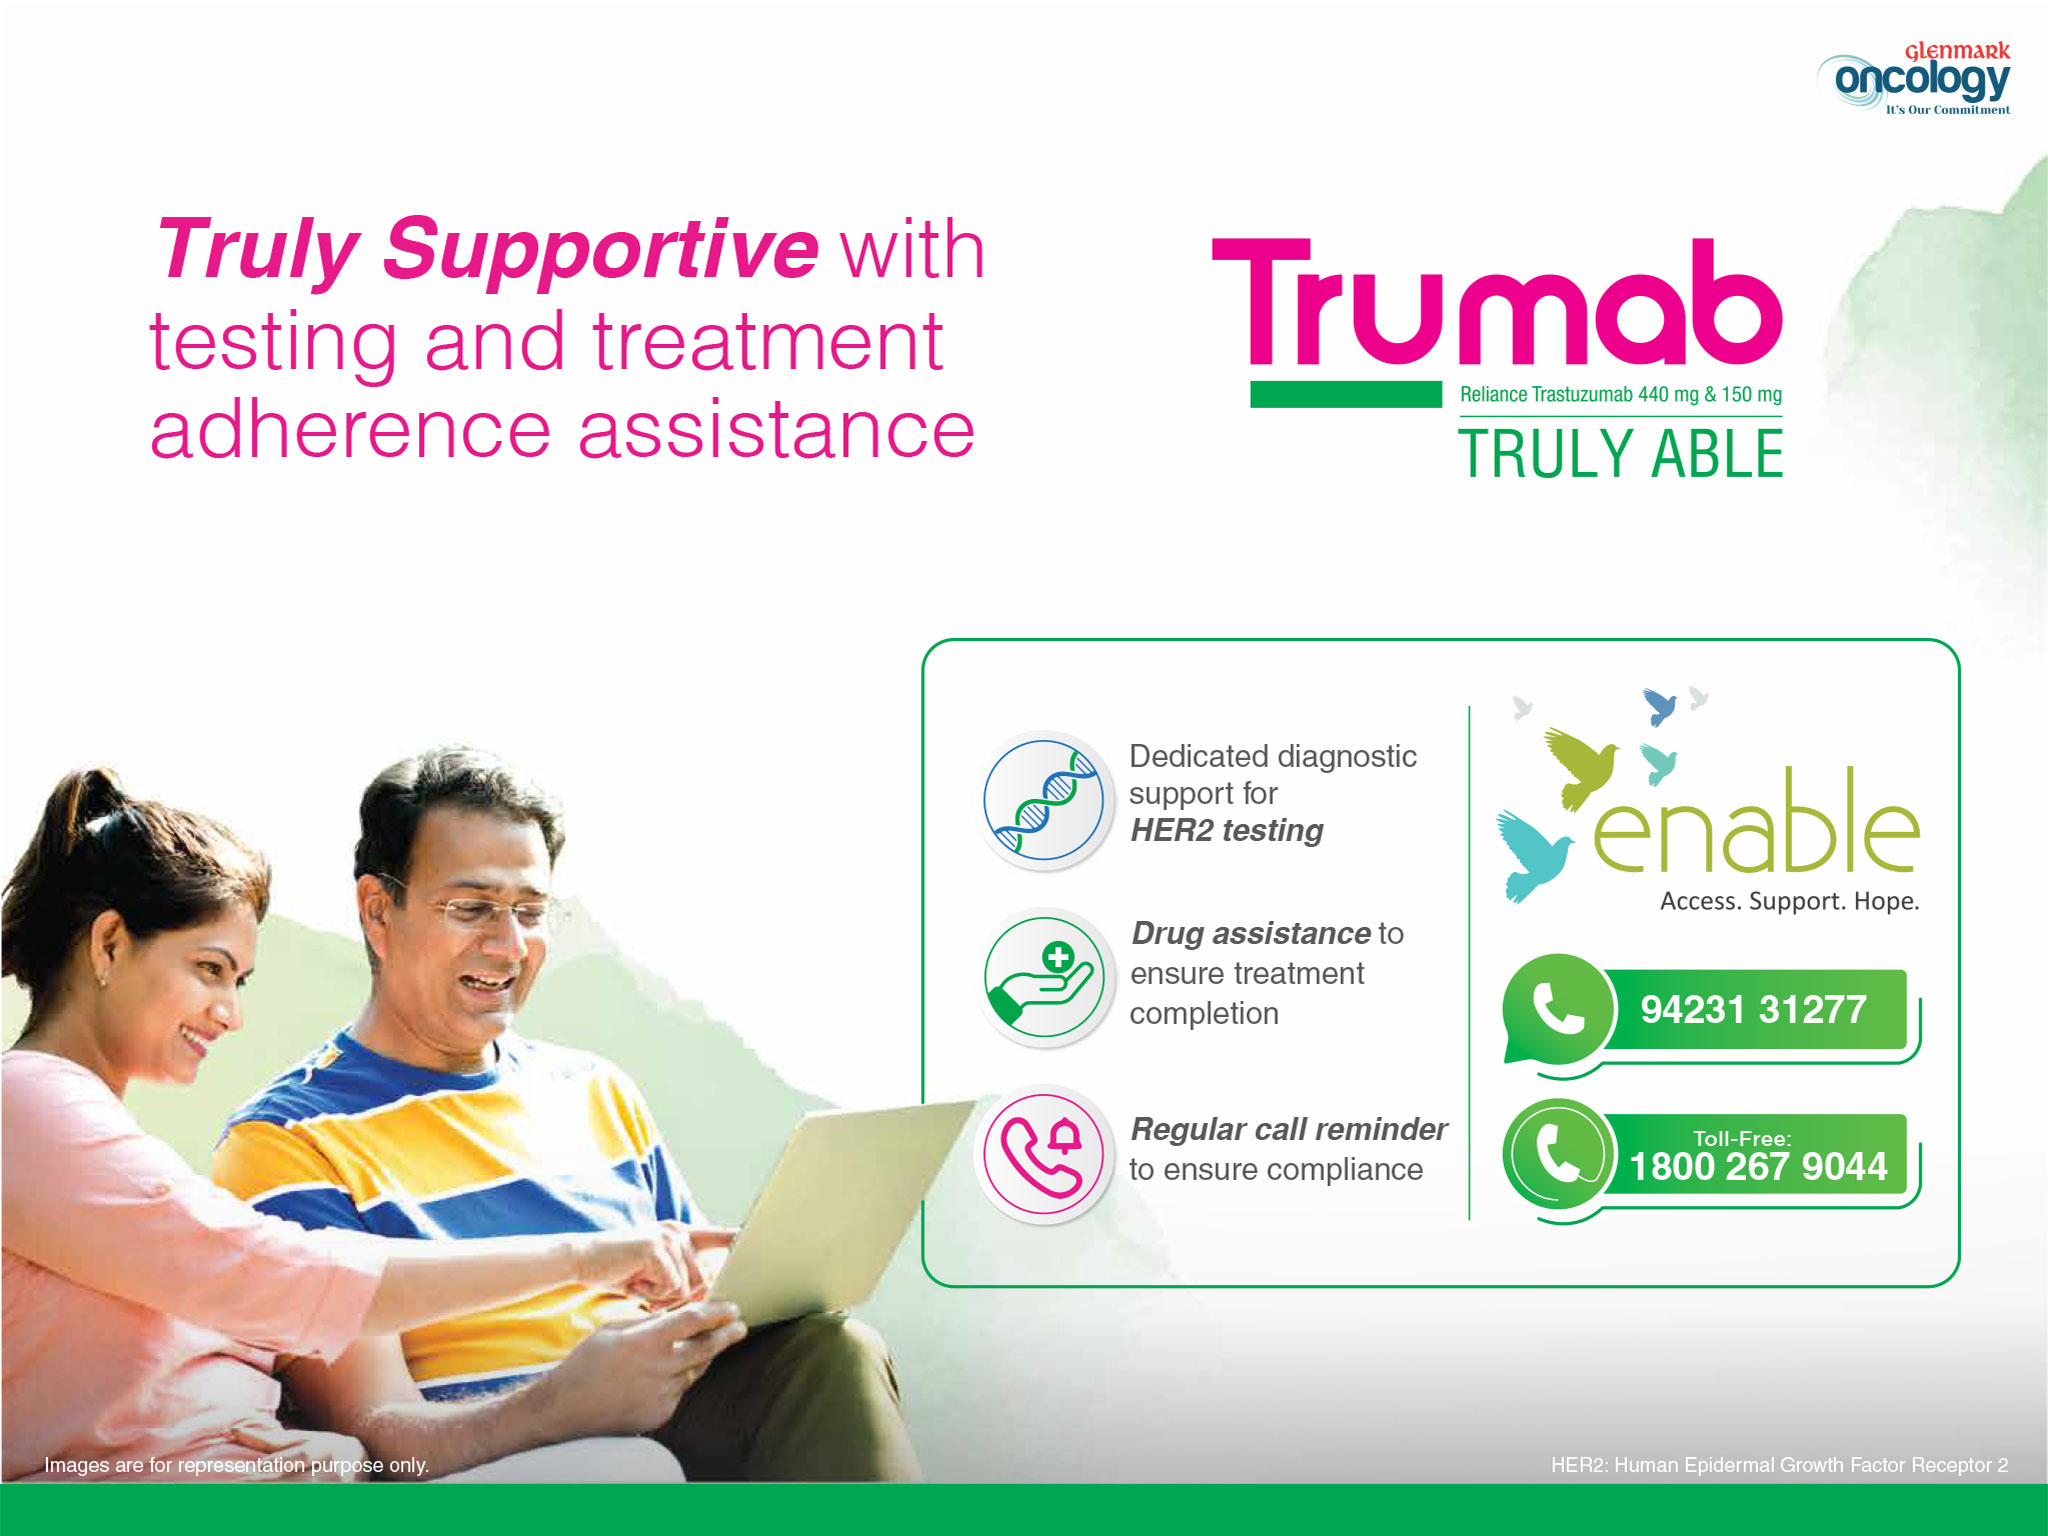 glenmark
oncology
It's Our Commitment
Truly Supportive with
testing and treatment
adherence assistance
Trumab
Reliance Trastuzumab 440 mg & 150 mg
TRULY ABLE
Dedicated diagnostic
support for
HER2 testing
Drug assistance to
ensure treatment
completion
Regular call reminder
to ensure compliance
enable
Access. Support. Hope.
94231 31277
Toll-Free:
1800 267 9044
Images are for representation purpose only.
HER2: Human Epidermal Growth Factor Receptor 2